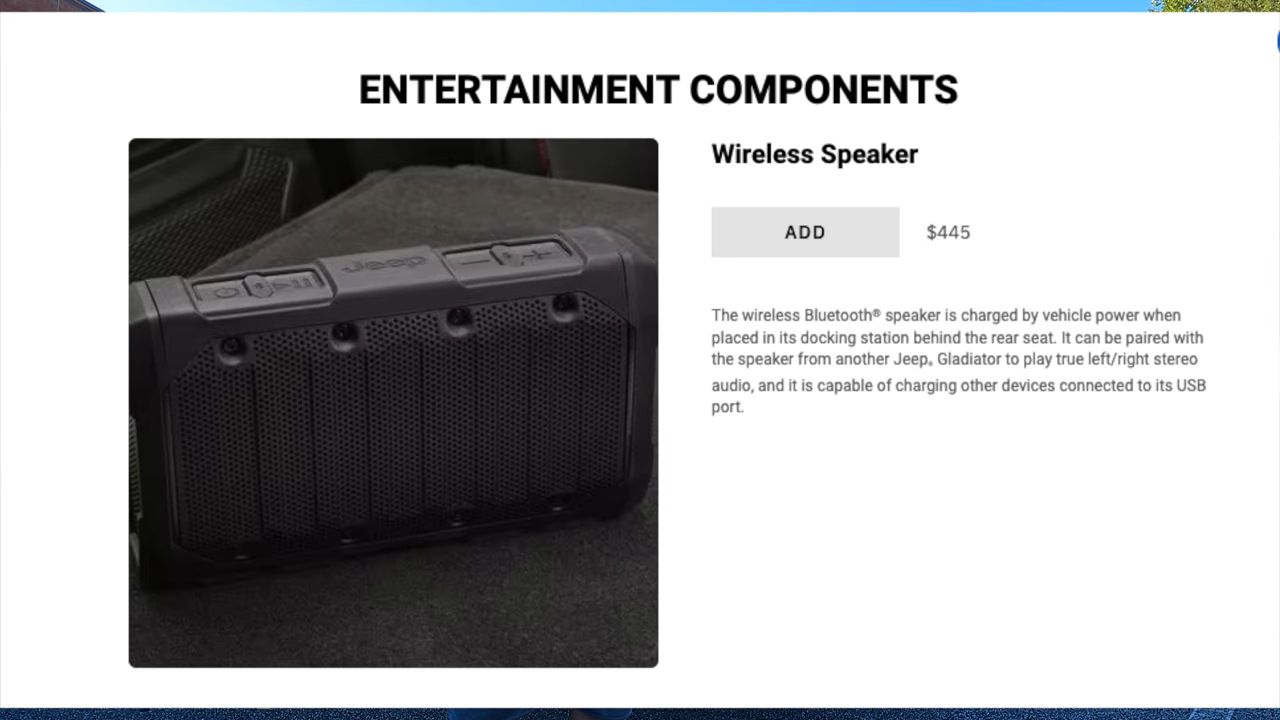 ENTERTAINMENT COMPONENTS
Wireless Speaker
ADD
$445
Jeep
The wireless Bluetooth® speaker is charged by vehicle power when
placed in its docking station behind the rear seat. It can be paired with
the speaker from another Jeep® Gladiator to play true left/right stereo
audio, and it is capable of charging other devices connected to its USB
port.